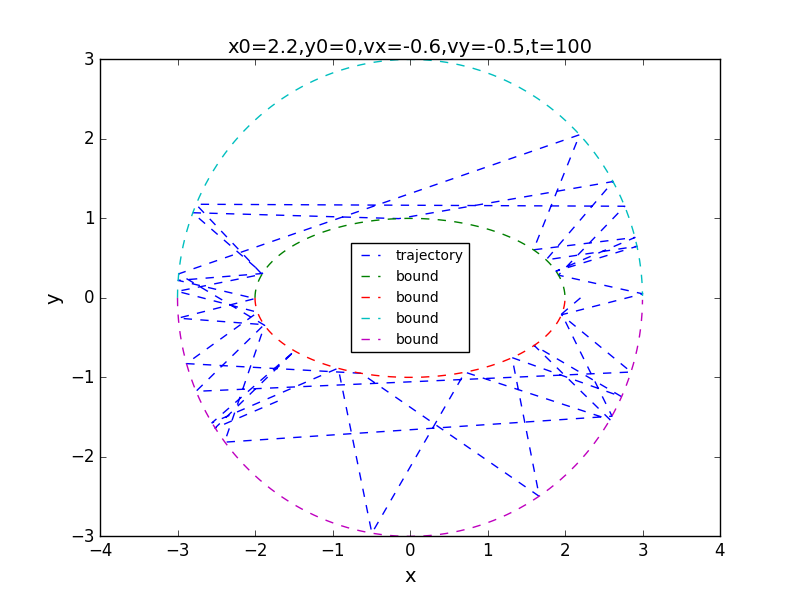 x0=2.2,y0=0,vx=-0.6,vy=-0.5,t=100
3
2
1
0
−1
−2
−3
y
trajectory
bound
bound
bound
bound
−4 −3 −2 −1 0 1 2 3 4
x